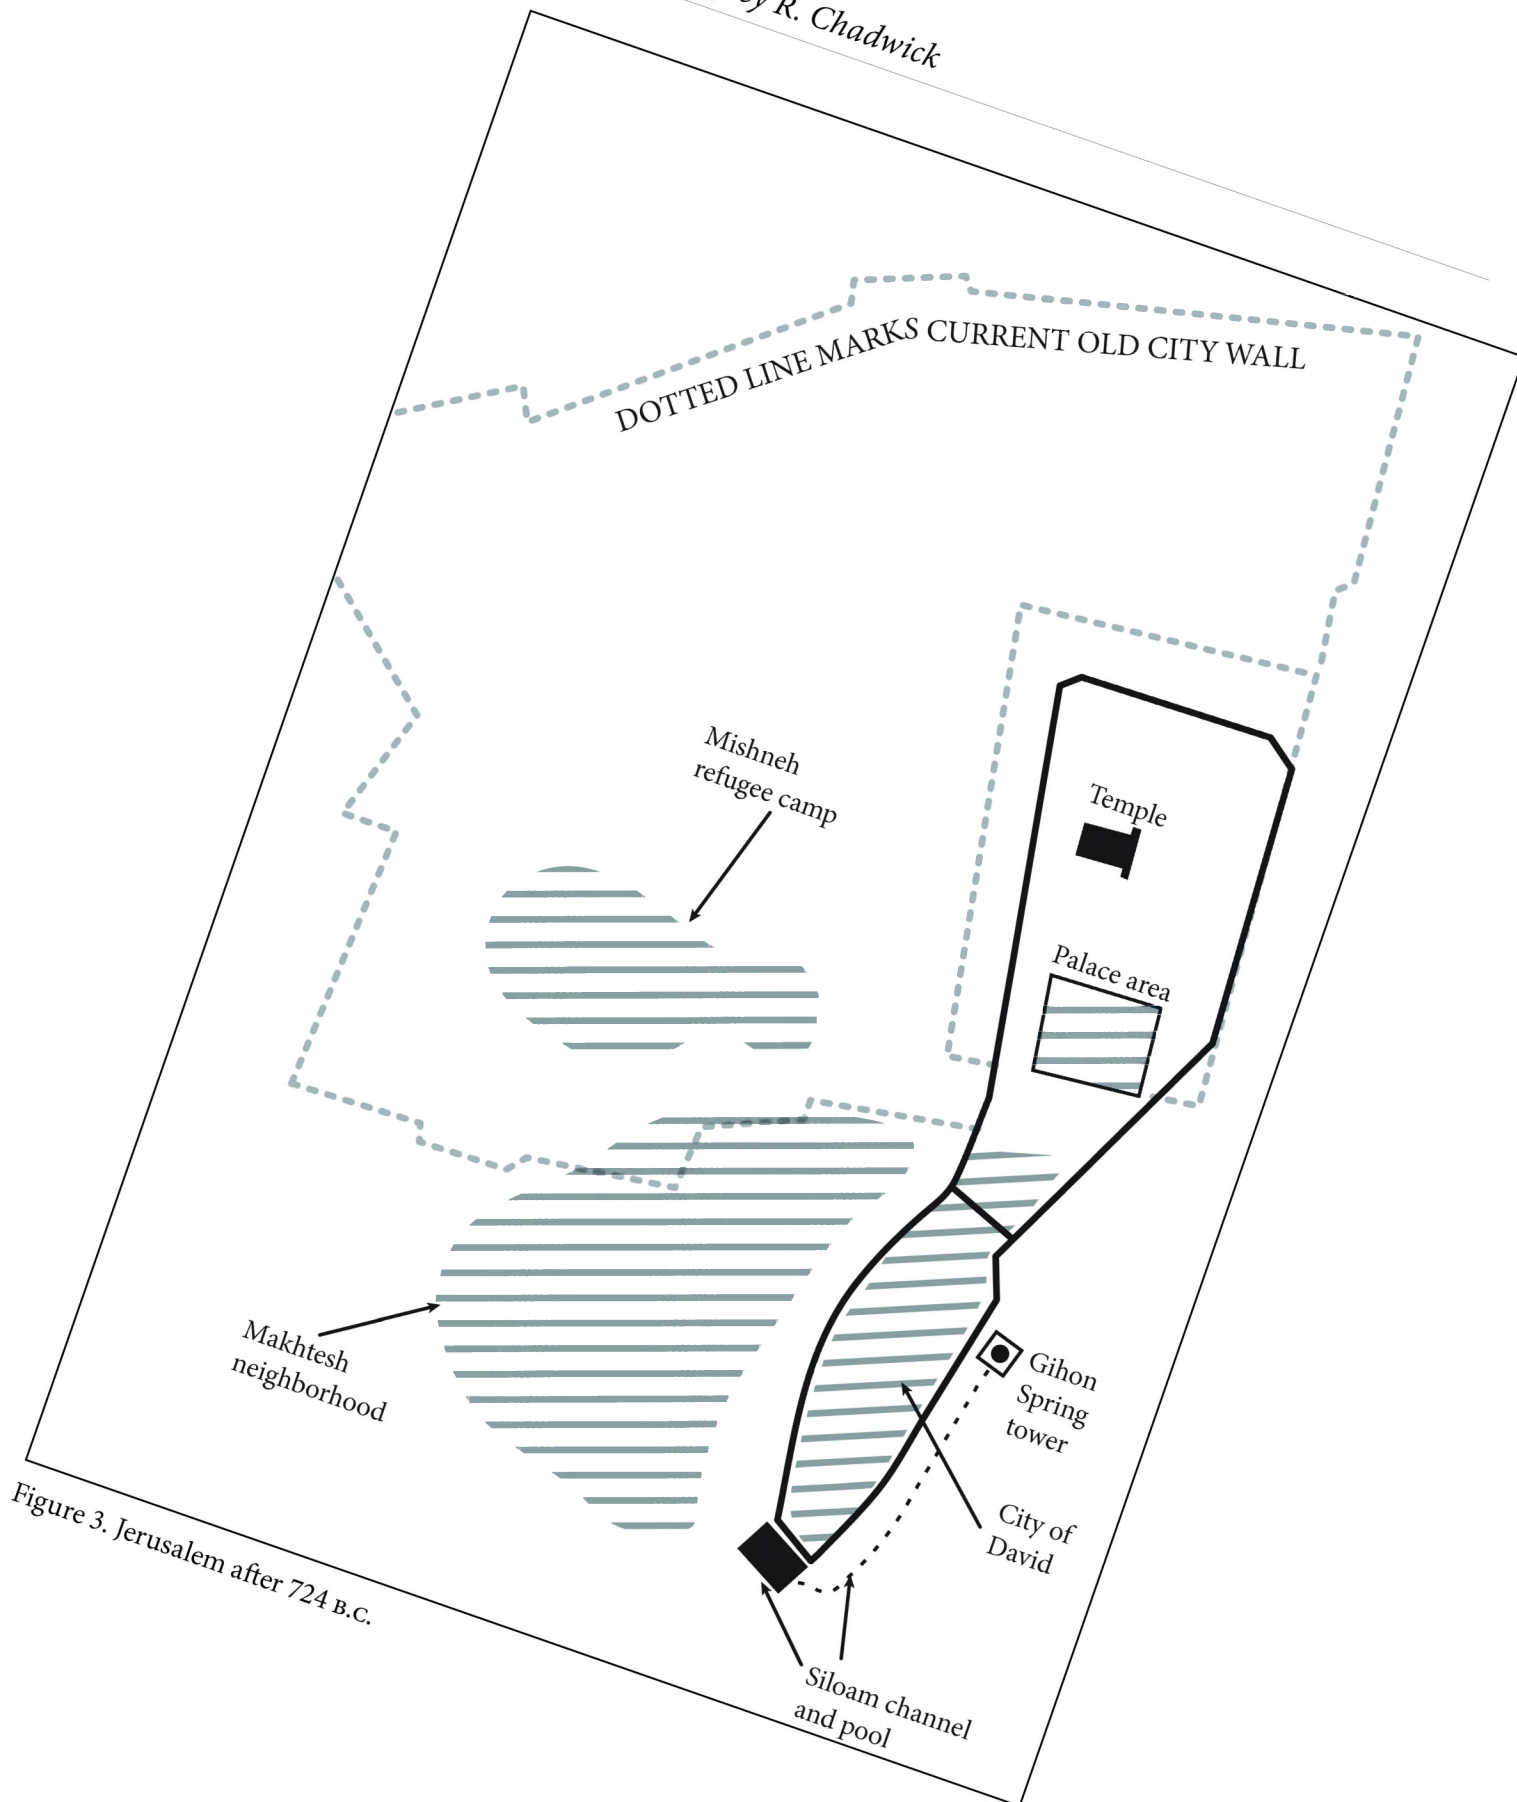 R. Chadwick
DOTTED LINE MARKS CURRENT OLD CITY WALL
Mishneh
refugee camp
Temple
Palace area
Makhtesh
neighborhood
Gihon
Spring
tower
City of
David
Siloam channel
and pool
Figure 3. Jerusalem after 724 B.C.